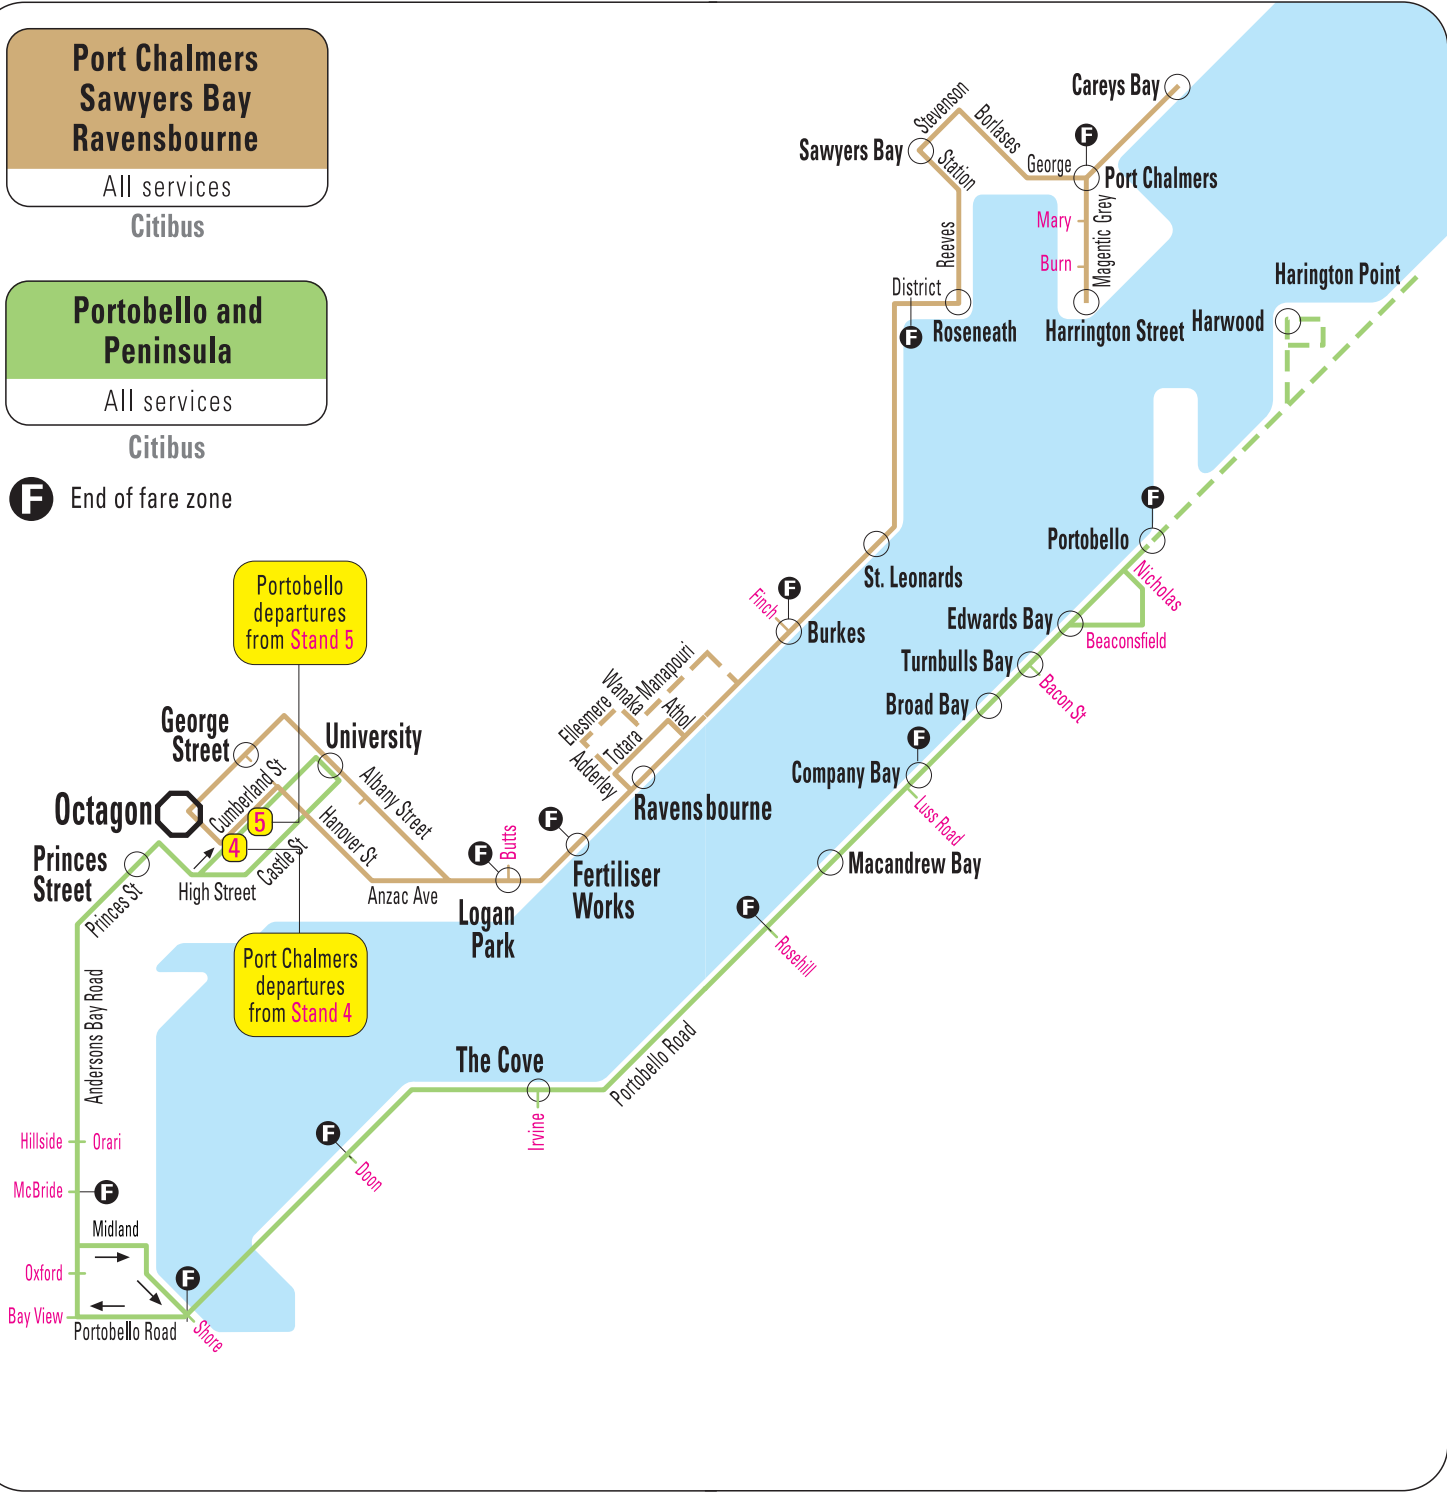 Port Chalmers
Sawyers Bay
Ravensbourne
All services
Citibus
Portobello and
Peninsula
All services
Citibus
F
End of fare zone
Careys Bay
Stevenson
Borlases
F
Sawyers Bay
Station
George
Port Chalmers
Mary
Magentic Grey
Reeves
Burn
District
Harington Point
F
Roseneath
Harrington Street
Harwood
F
Portobello
St. Leonards
Nicholas
Finch
F
Burkes
Edwards Bay
Beaconsfield
Turnbulls Bay
Bacon St
Broad Bay
Portobello
departures
from Stand 5
Manapouri
Wanaka
Ellesmere
Athol
Totara
Adderley
George
Street
University
F
Company Bay
Luss Road
Octagon
Cumberland St
Albany Street
5
4
Hanover St
Castle St
Ravensbourne
F
Butts
F
Fertiliser
Works
Princes
Street
Princes St
High Street
Anzac Ave
Logan
Park
Macandrew Bay
F
Rosehill
Port Chalmers
departures
from Stand 4
Andersons Bay Road
The Cove
Portobello Road
Irvine
F
Doon
Hillside
Orari
McBride
F
Midland
Oxford
F
Bay View
Portobello Road
Shore